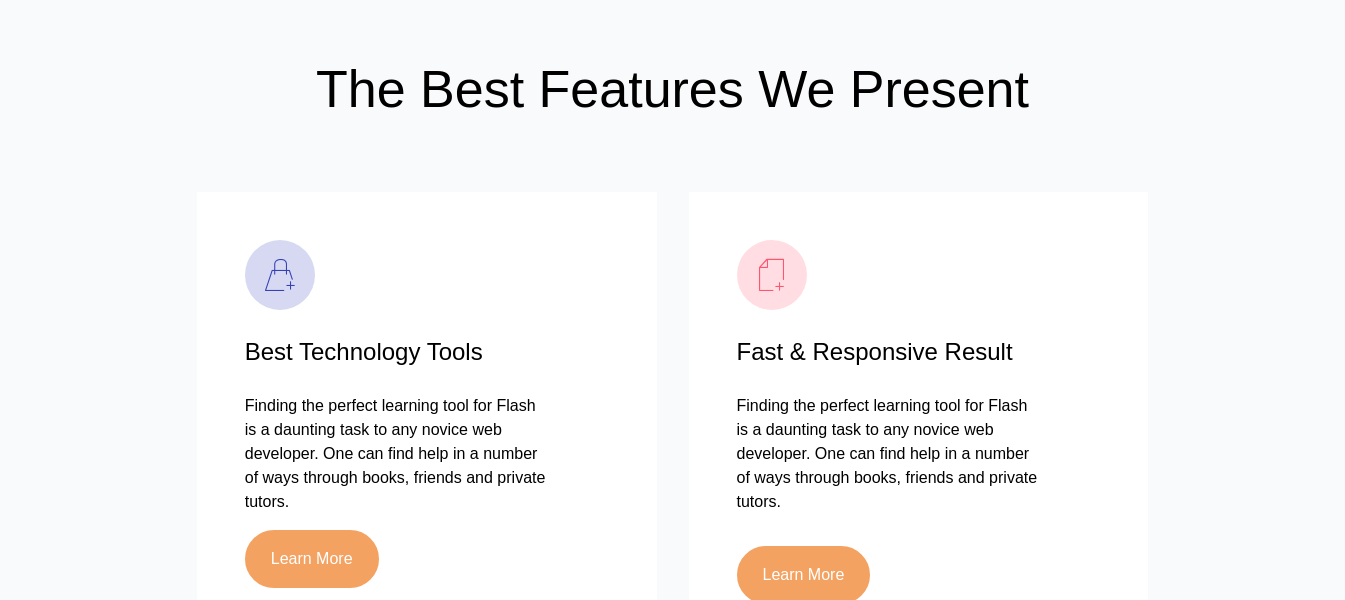 The Best Features We Present
Best Technology Tools
Finding the perfect learning tool for Flash
is a daunting task to any novice web
developer. One can find help in a number
of ways through books, friends and private
tutors.
Learn More
Fast & Responsive Result
Finding the perfect learning tool for Flash
is a daunting task to any novice web
developer. One can find help in a number
of ways through books, friends and private
tutors.
Learn More